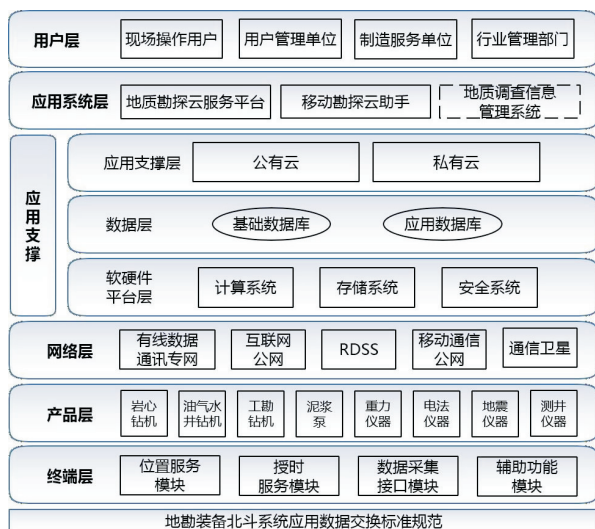 用户层
现场操作用户
用户管理单位
制造服务单位
行业管理部门
应用系统层
地质勘探云服务平台
移动勘探云助手
地质调查信息
管理系统
应用支撑
应用支撑层
公有云
私有云
数据层
基础数据库
应用数据库
软硬件
平台层
计算系统
存储系统
安全系统
网络层
有线数据
通讯专网
互联网
公网
RDSS
移动通信
公网
通信卫星
产品层
岩心
钻机
油气水
井钻机
工勘
钻机
泥浆
泵
重力
仪器
电法
仪器
地震
仪器
测井
仪器
终端层
位置服务
模块
授时
服务模块
数据采集
接口模块
辅助功能
模块
地勘装备北斗系统应用数据交换标准规范